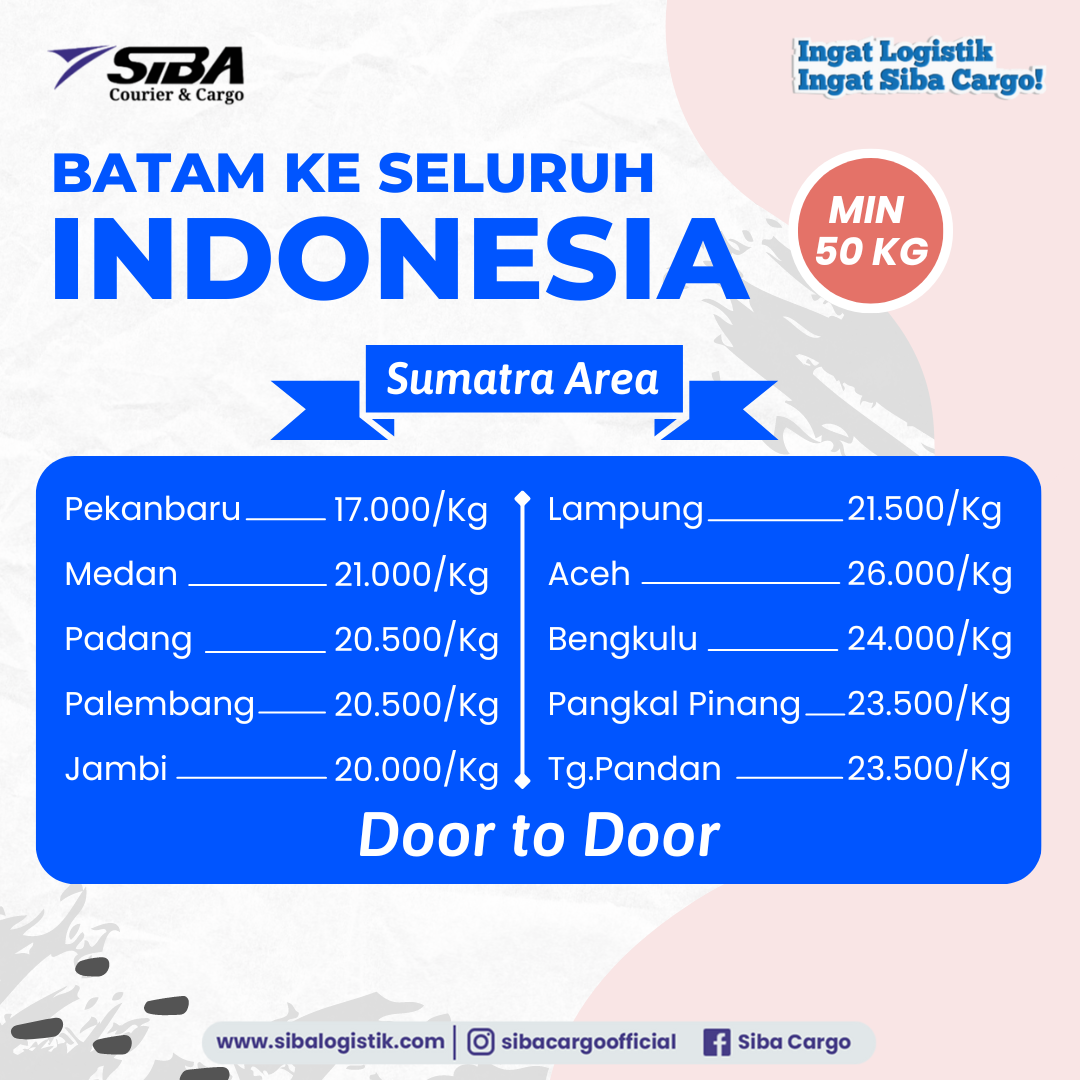 SIBA
Courier & Cargo
Ingat Logistik
Ingat Siba Cargo!
BATAM KE SELURUH
INDONESIA
MIN
50 KG
Sumatra Area
Pekanbaru 17.000/Kg
Medan 21.000/Kg
Padang 20.500/Kg
Palembang 20.500/Kg
Jambi 20.000/Kg
Lampung 21.500/Kg
Aceh 26.000/Kg
Bengkulu 24.000/Kg
Pangkal Pinang 23.500/Kg
Tg.Pandan 23.500/Kg
Door to Door
www.sibalogistik.com sibacargoofficial Siba Cargo